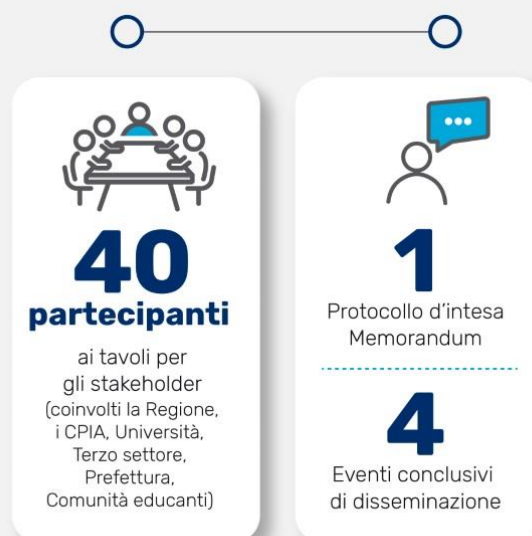 40
partecipanti
ai tavoli per
gli stakeholder
(coinvolti la Regione,
i CPIA, Università,
Terzo settore,
Prefettura,
Comunità educanti)
1
Protocollo d'intesa
Memorandum
4
Eventi conclusivi
di disseminazione